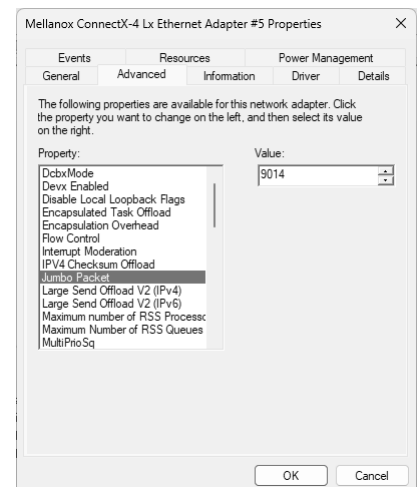 Mellanox ConnectX-4 Lx Ethernet Adapter #5 Properties
Events Resources Power Management
General Advanced Information Driver Details
The following properties are available for this network adapter. Click
the property you want to change on the left, and then select its value
on the right.
Property:
Value:
DcbxMode
Devx Enabled
Disable Local Loopback Flags
Encapsulated Task Offload
Encapsulation Overhead
Flow Control
Interrupt Moderation
IPV4 Checksum Offload
Jumbo Packet
Large Send Offload V2 (IPv4)
Large Send Offload V2 (IPv6)
Maximum number of RSS Processo
Maximum Number of RSS Queues
MultiPrioSq
9014
OK Cancel